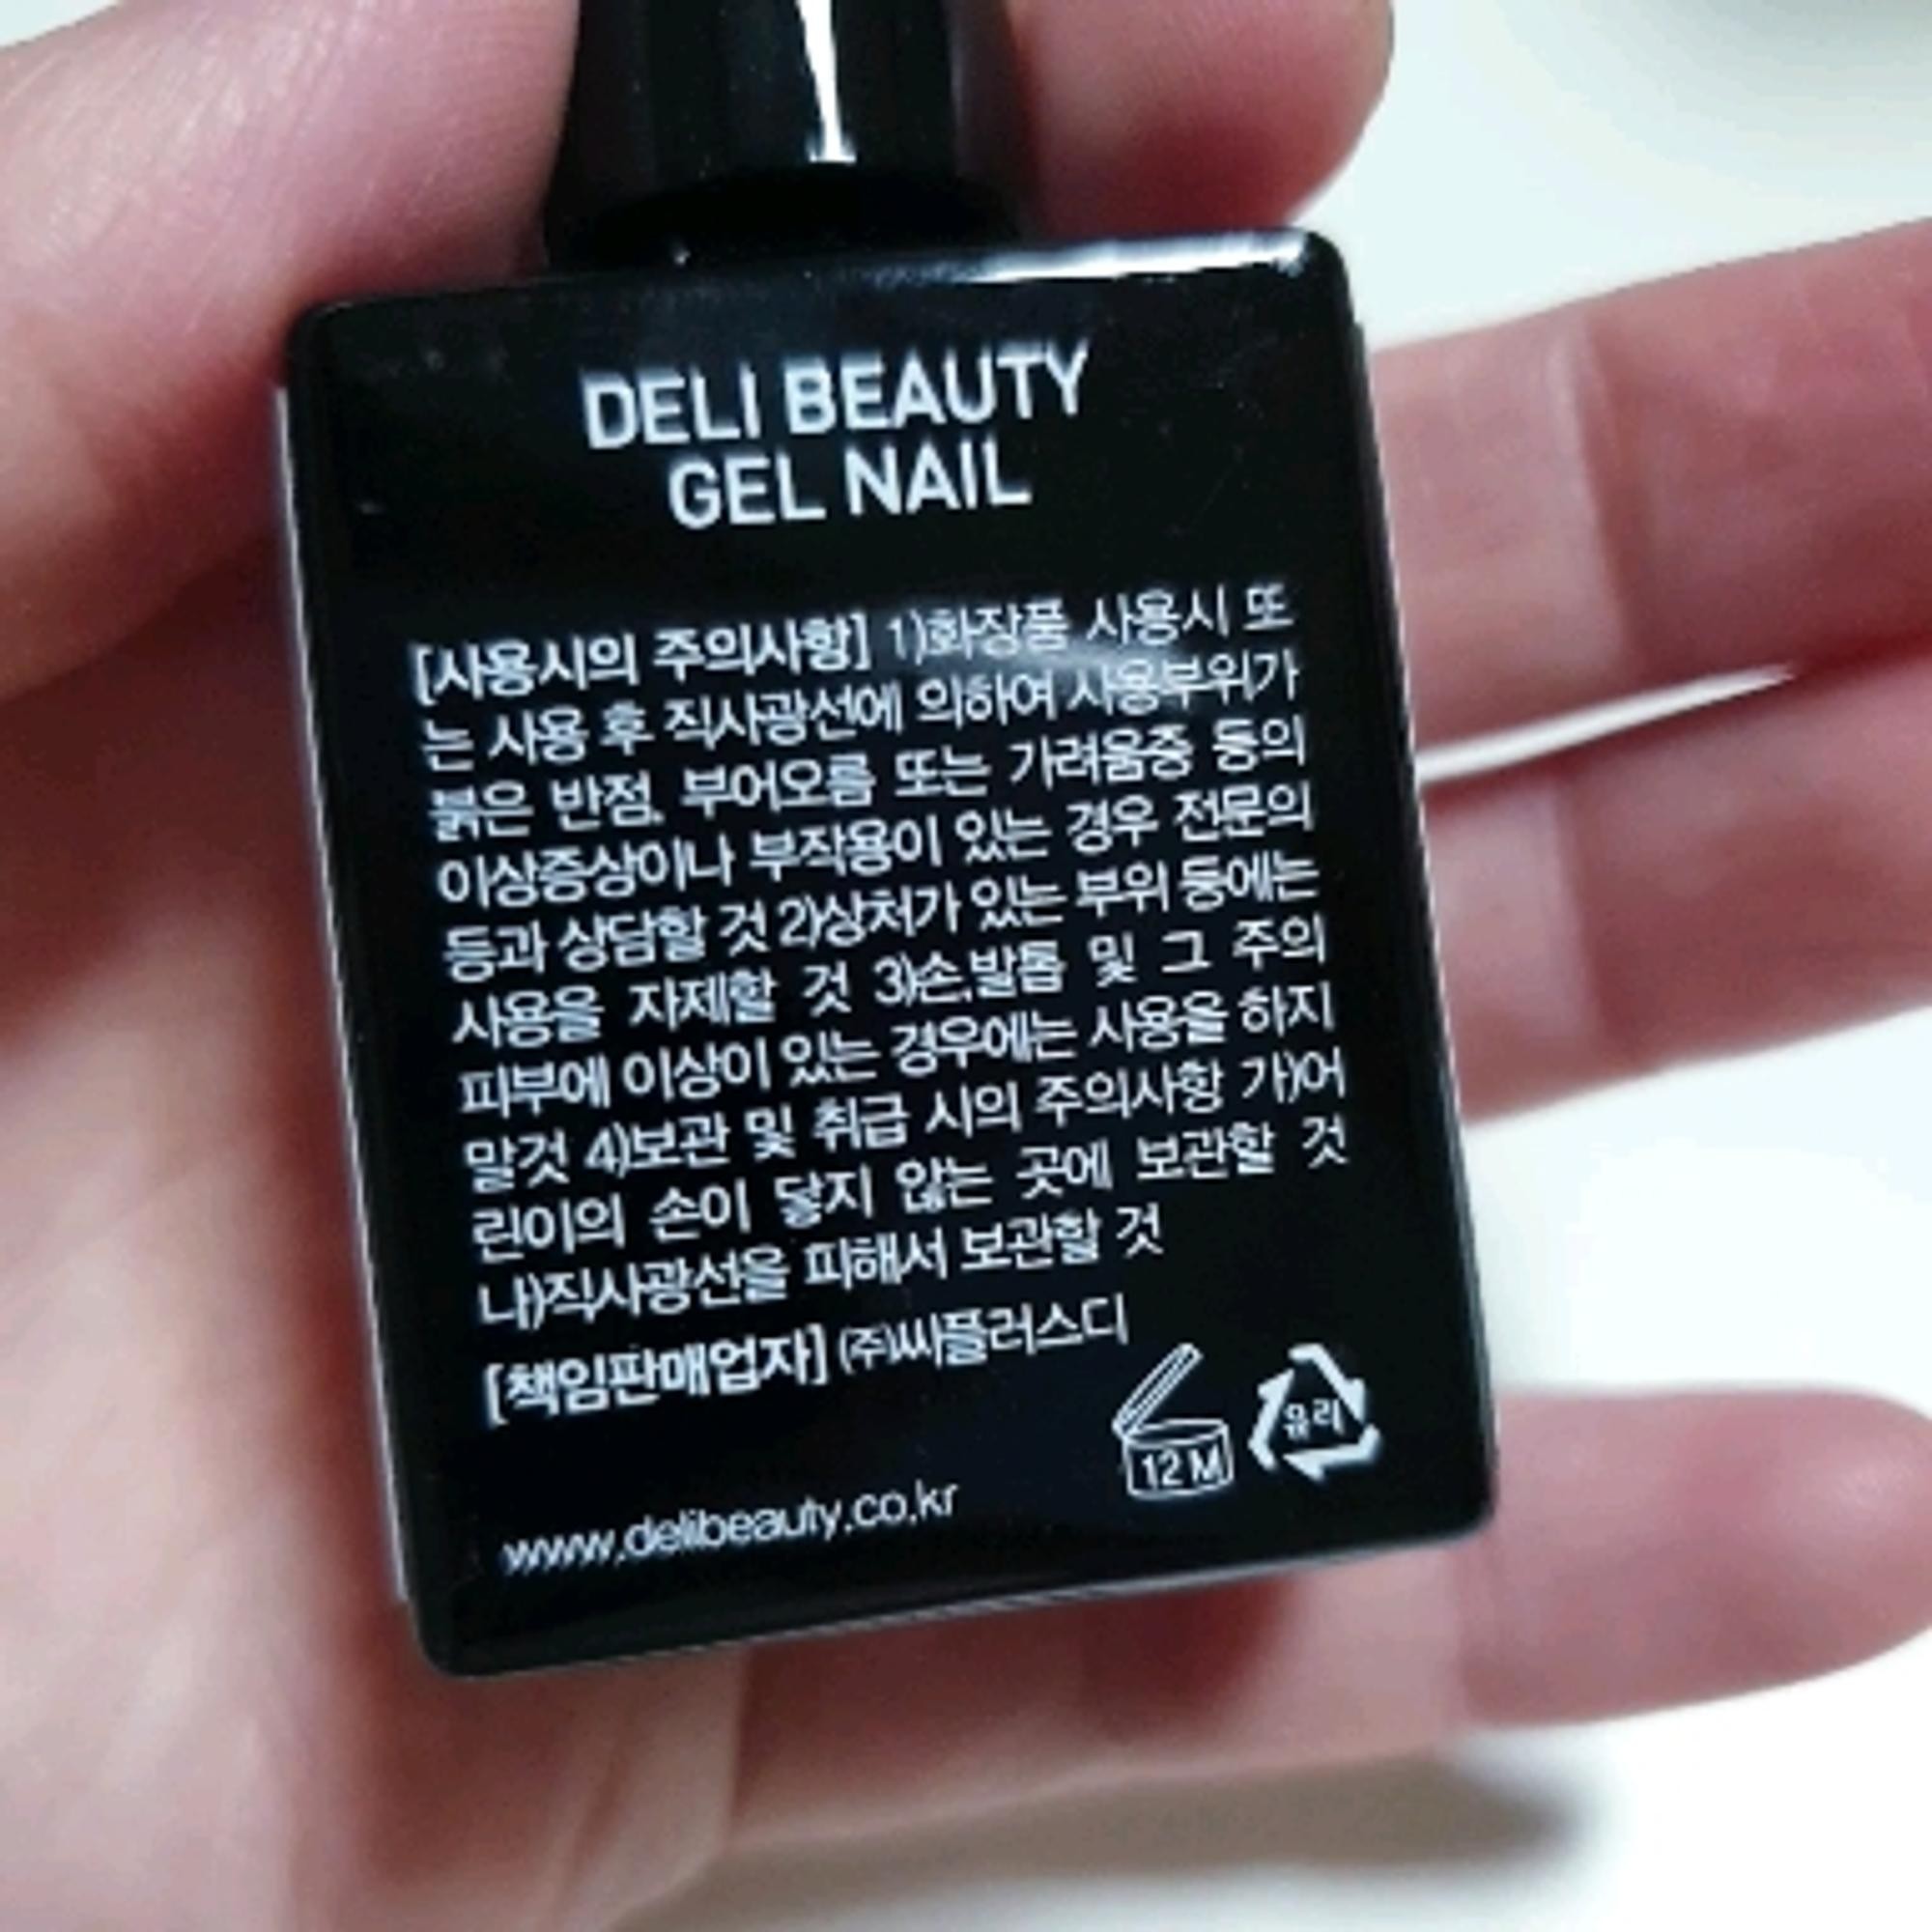 DELI BEAUTY
GEL NAIL
[사용시의 주의사항] 1)화장품 사용시 또
는 사용 후 직사광선에 의하여 사용부위가
붉은 반점, 부어오름 또는 가려움증 등의
이상증상이나 부작용이 있는 경우 전문의
등과 상담할 것 2)상처가 있는 부위 등에는
사용을 자제할 것 3)손,발톱 및 그 주의
피부에 이상이 있는 경우에는 사용을 하지
말것 4)보관 및 취급 시의 주의사항 가)어
린이의 손이 닿지 않는 곳에 보관할 것
나)직사광선을 피해서 보관할 것
[책임판매업자] (주)씨플러스디
12 M
유리
www.delibeauty.co.kr